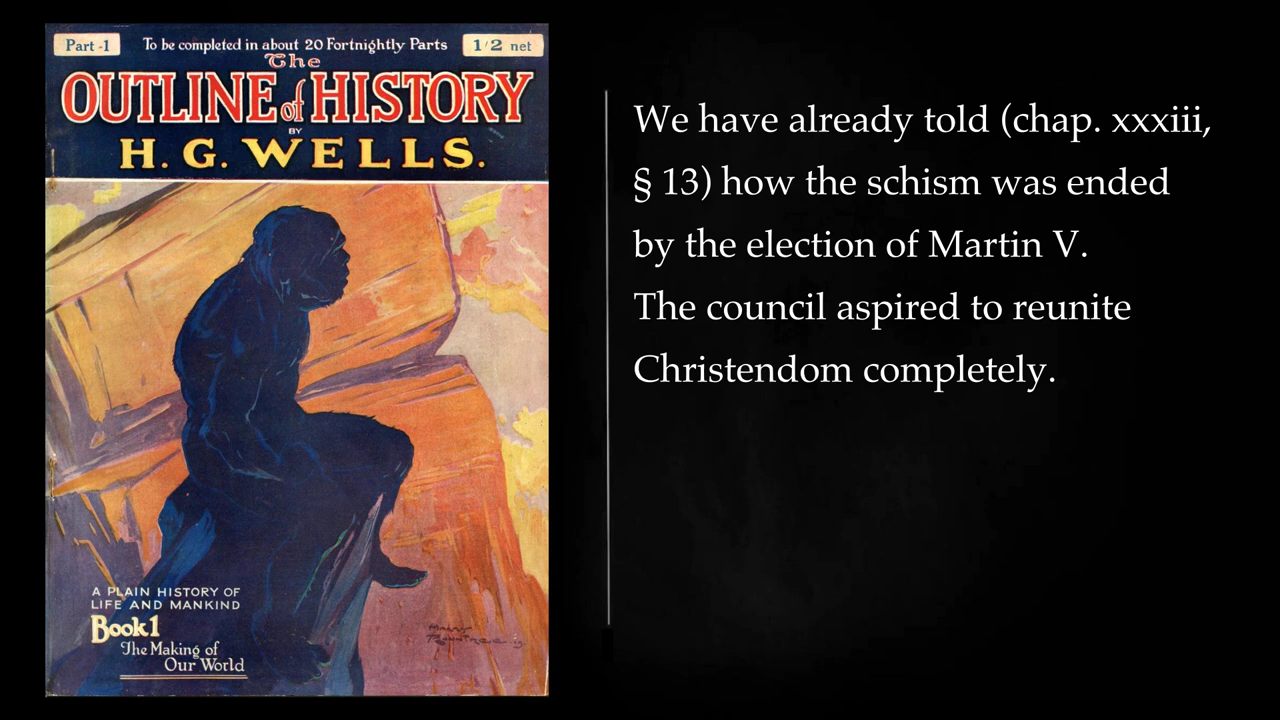 Part -1
To be completed in about 20 Fortnightly Parts
1/2 net
The
OUTLINE of HISTORY
BY
H. G. WELLS.
A PLAIN HISTORY OF
LIFE AND MANKIND
Book 1
The Making of
Our World
We have already told (chap. xxxiii,
§ 13) how the schism was ended
by the election of Martin V.
The council aspired to reunite
Christendom completely.